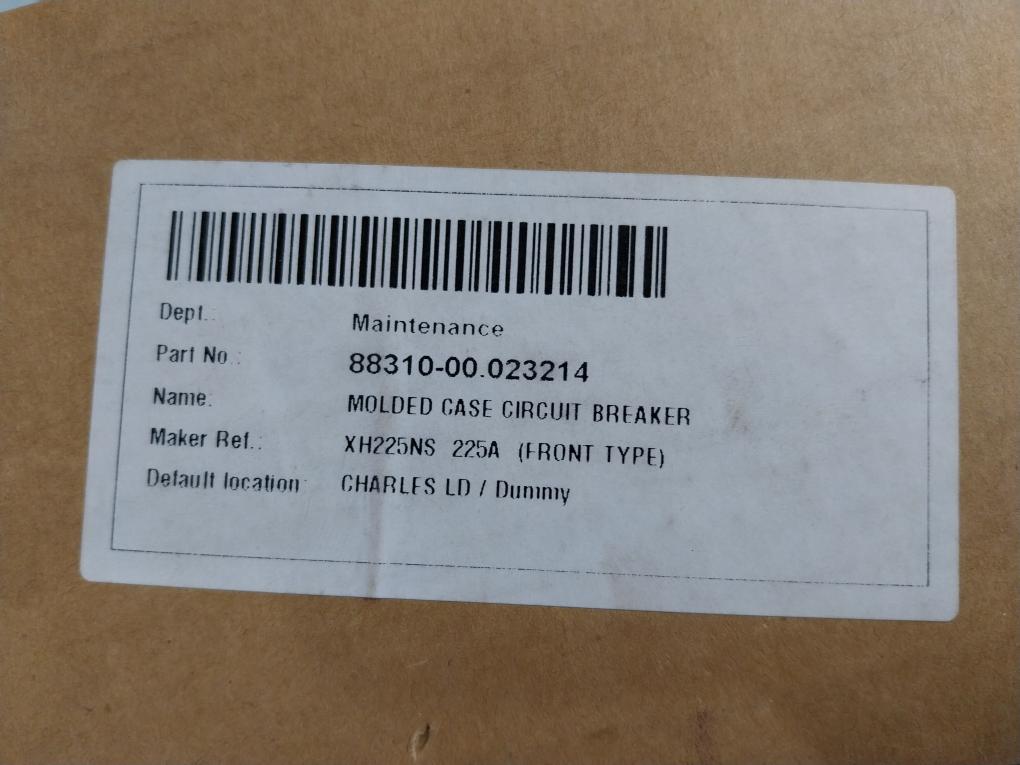 Dept.: Maintenance
Part No.: 88310-00.023214
Name: MOLDED CASE CIRCUIT BREAKER
Maker Ref.: XH225NS 225A (FRONT TYPE)
Default location: CHARLES LD / Dummy